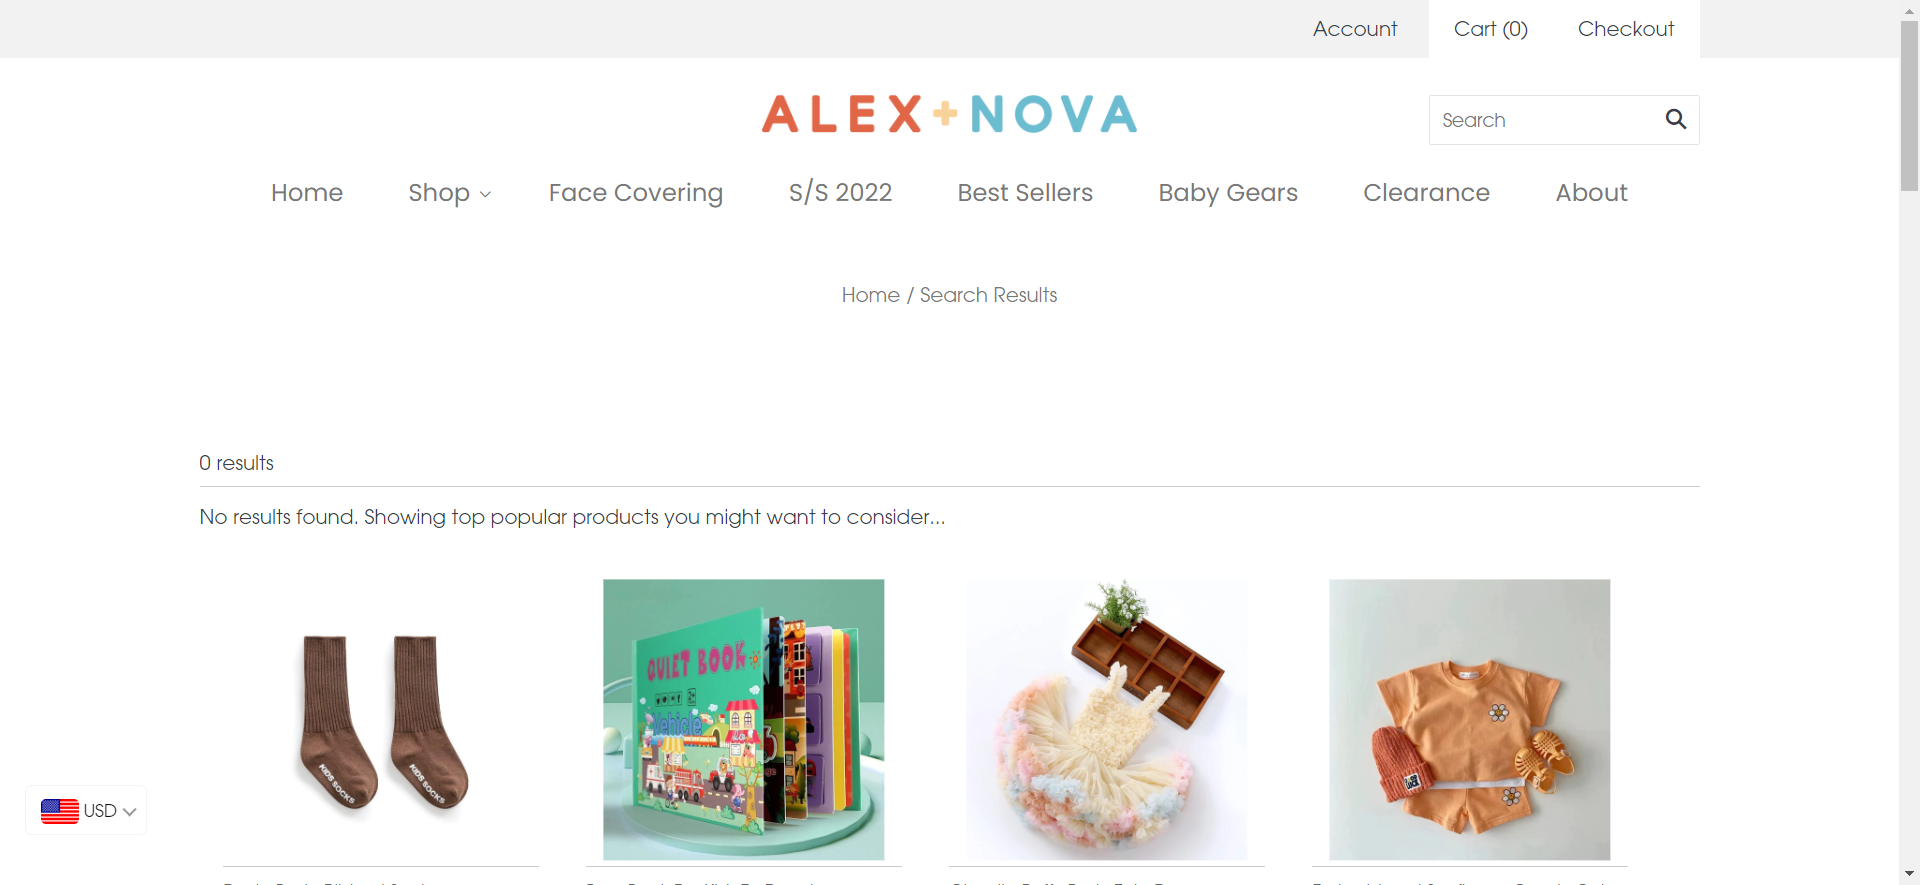 Account
Cart (0)
Checkout
ALEX+NOVA
Search
Home
Shop
Face Covering
S/S 2022
Best Sellers
Baby Gears
Clearance
About
Home / Search Results
0 results
No results found. Showing top popular products you might want to consider...
KIDS SOCKS
KIDS SOCKS
QUIET BOOK
2+
Vehicle
USD